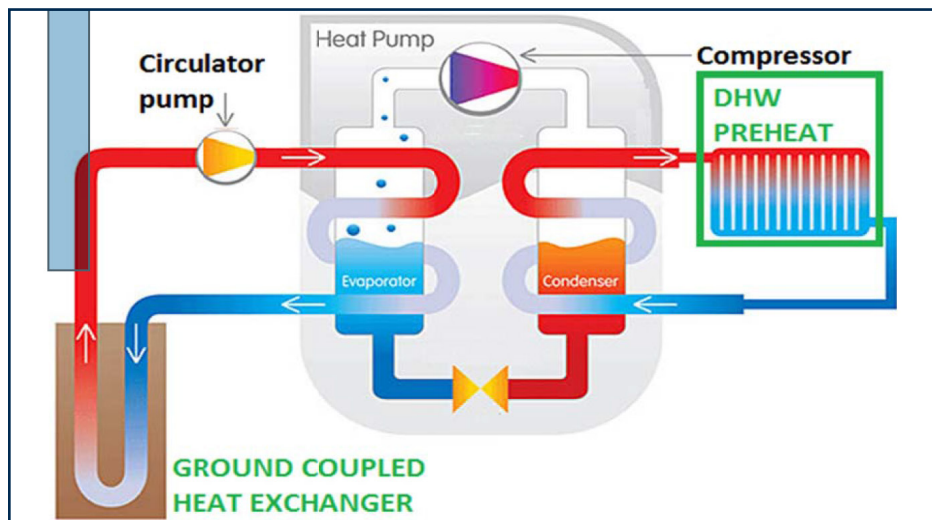 Heat Pump
Circulator
pump
Compressor
DHW
PREHEAT
Evaporator
Condenser
GROUND COUPLED
HEAT EXCHANGER